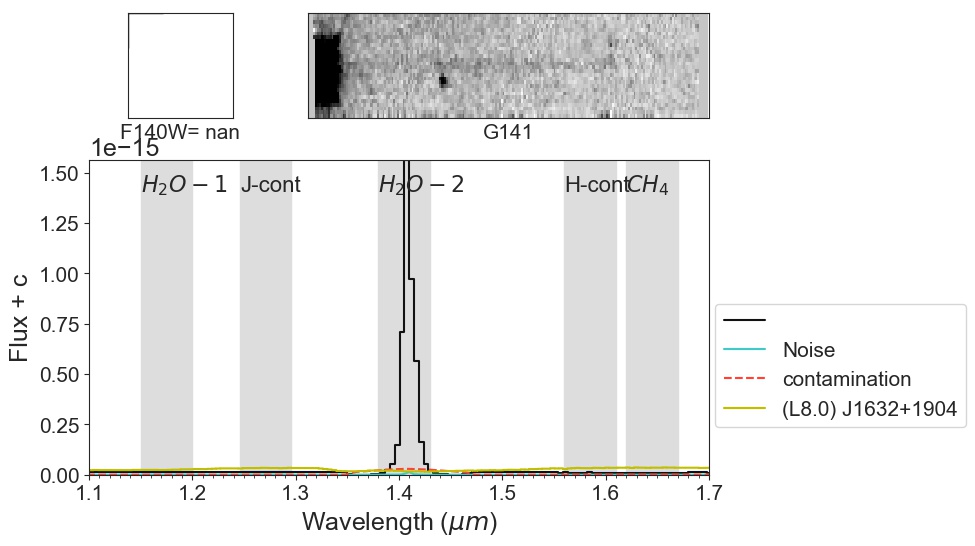 F140W= nan
G141
1e−15
H₂O − 1
J-cont
H₂O − 2
H-cont
CH₄
1.50
1.25
1.00
0.75
0.50
0.25
0.00
Flux + c
1.1
1.2
1.3
1.4
1.5
1.6
1.7
Wavelength (μm)
Noise
contamination
(L8.0) J1632+1904